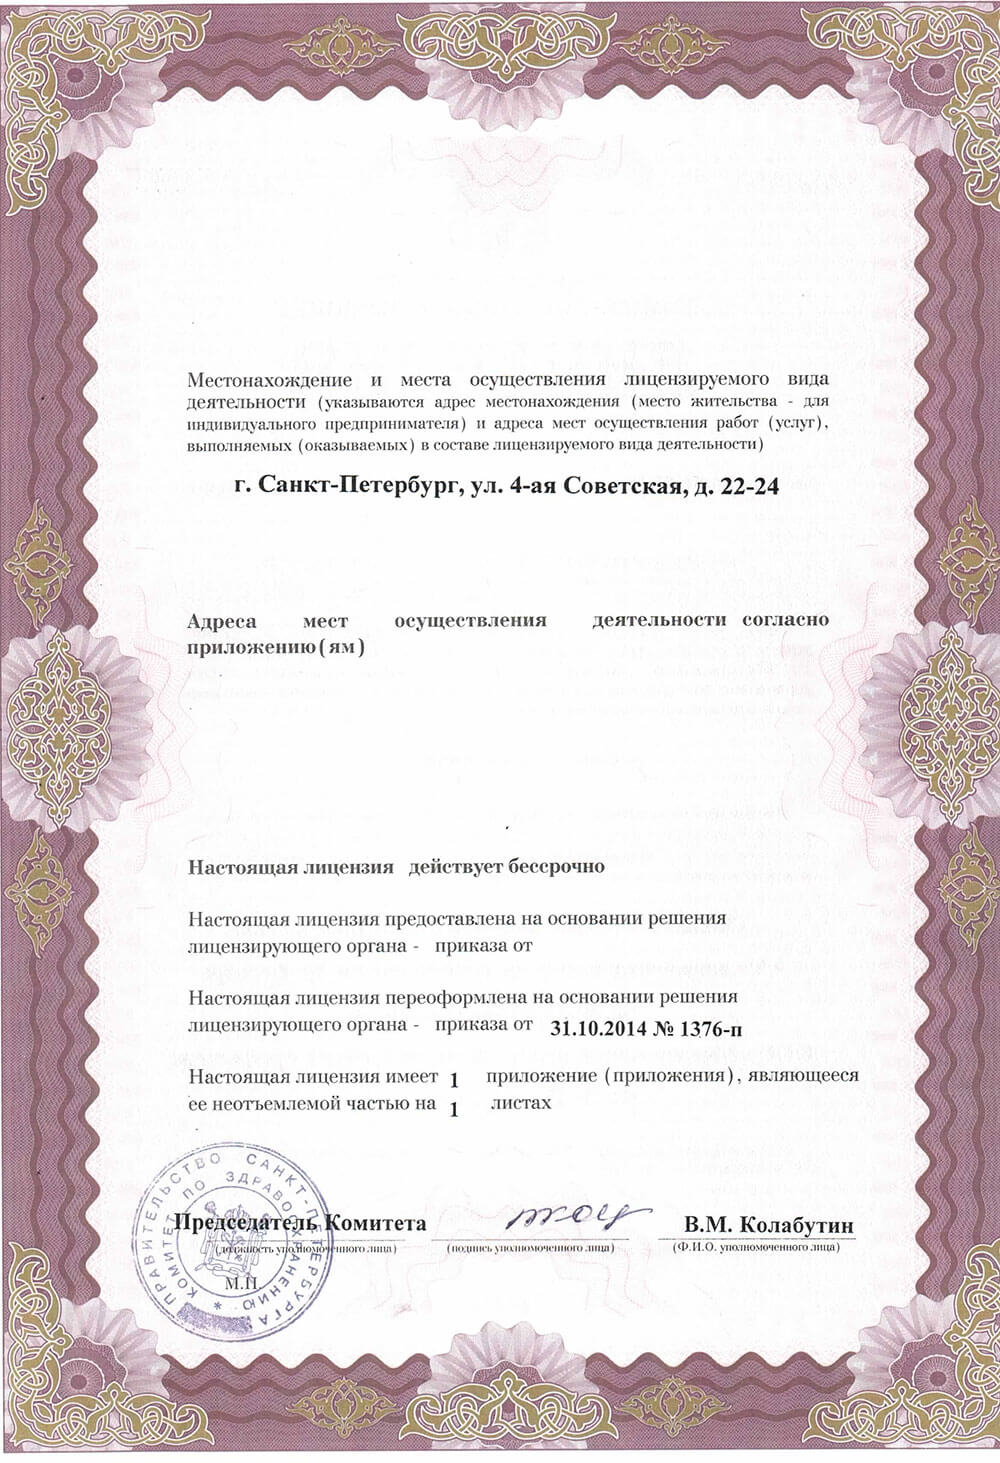 Местонахождение и места осуществления лицензируемого вида
деятельности (указываются адрес местонахождения (место жительства - для
индивидуального предпринимателя) и адреса мест осуществления работ (услуг),
выполняемых (оказываемых) в составе лицензируемого вида деятельности)
г. Санкт-Петербург, ул. 4-ая Советская, д. 22-24
Адреса мест осуществления деятельности согласно
приложению(ям)
Настоящая лицензия действует бессрочно
Настоящая лицензия предоставлена на основании решения
лицензирующего органа - приказа от
Настоящая лицензия переоформлена на основании решения
лицензирующего органа - приказа от 31.10.2014 № 1376-п
Настоящая лицензия имеет 1 приложение (приложения), являющееся
ее неотъемлемой частью на 1 листах
ПРАВИТЕЛЬСТВО САНКТ-ПЕТЕРБУРГА
КОМИТЕТ ПО ЗДРАВООХРАНЕНИЮ *
Председатель Комитета В.М. Колабутин
(должность уполномоченного лица) (подпись уполномоченного лица) (Ф.И.О. уполномоченного лица)
М.П.